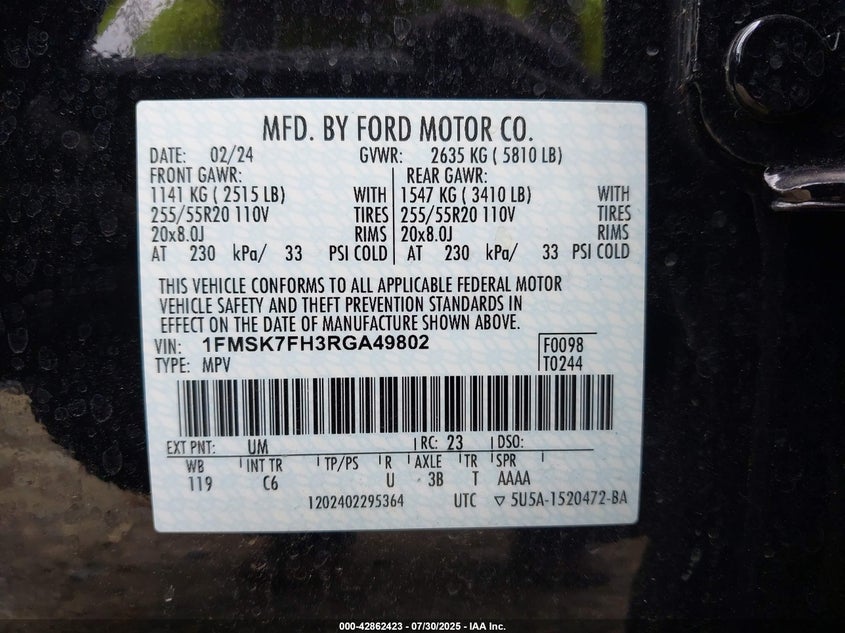 MFD. BY FORD MOTOR CO.
DATE: 02/24 GVWR: 2635 KG ( 5810 LB)
FRONT GAWR: REAR GAWR:
1141 KG ( 2515 LB) WITH 1547 KG ( 3410 LB) WITH
255/55R20 110V TIRES 255/55R20 110V TIRES
20x8.0J RIMS 20x8.0J RIMS
AT 230 kPa/ 33 PSI COLD AT 230 kPa/ 33 PSI COLD
THIS VEHICLE CONFORMS TO ALL APPLICABLE FEDERAL MOTOR
VEHICLE SAFETY AND THEFT PREVENTION STANDARDS IN
EFFECT ON THE DATE OF MANUFACTURE SHOWN ABOVE.
VIN: 1FMSK7FH3RGA49802 F0098
TYPE: MPV T0244
EXT PNT: UM RC: 23 DSO:
WB INT TR TP/PS R AXLE TR SPR
119 C6 U 3B T AAAA
1202402295364 UTC ▽ 5U5A-1520472-BA
000-42862423 / 07/30/2025 - IAA Inc.